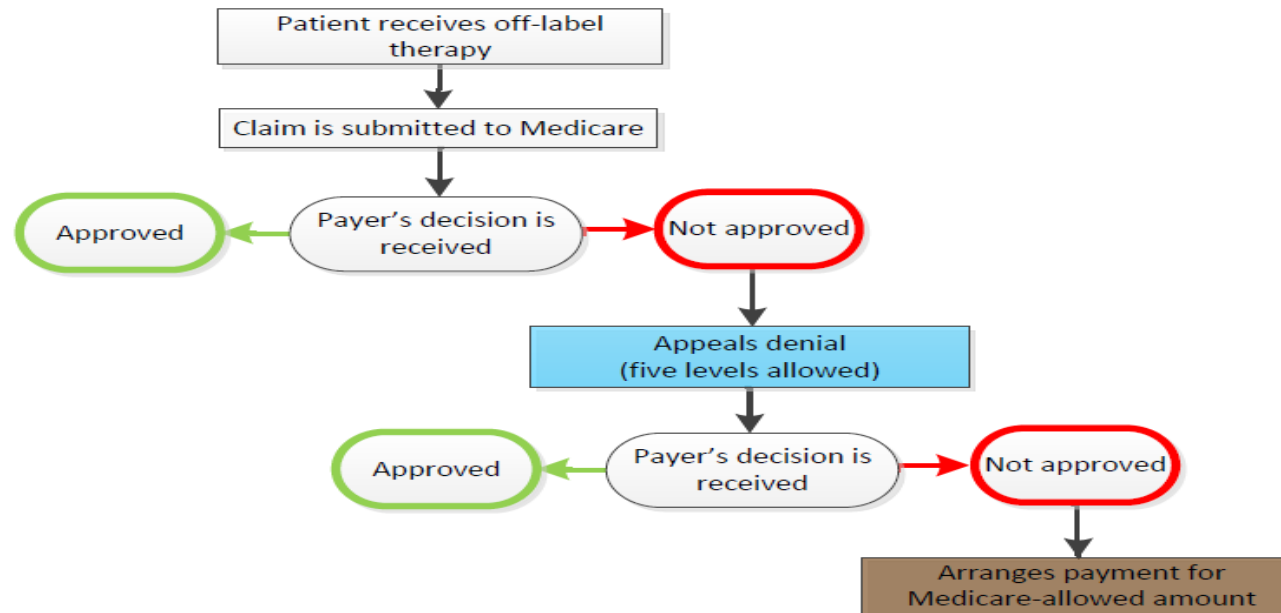 Patient receives off-label
therapy
Claim is submitted to Medicare
Approved
Payer's decision is
received
Not approved
Appeals denial
(five levels allowed)
Approved
Payer's decision is
received
Not approved
Arranges payment for
Medicare-allowed amount